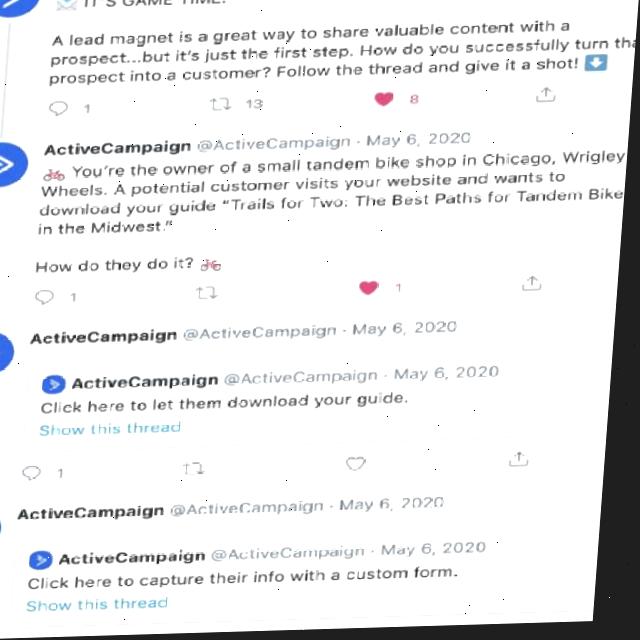 IT'S GAME TIME!
A lead magnet is a great way to share valuable content with a
prospect...but it's just the first step. How do you successfully turn
prospect into a customer? Follow the thread and give it a shot! ⬇️
1 13 8
ActiveCampaign @ActiveCampaign · May 6, 2020
🚲 You're the owner of a small tandem bike shop in Chicago, Wrigley
Wheels. A potential customer visits your website and wants to
download your guide "Trails for Two: The Best Paths for Tandem Bike
in the Midwest."
How do they do it? 🚲
1 1
ActiveCampaign @ActiveCampaign · May 6, 2020
ActiveCampaign @ActiveCampaign · May 6, 2020
Click here to let them download your guide.
Show this thread
1
ActiveCampaign @ActiveCampaign · May 6, 2020
ActiveCampaign @ActiveCampaign · May 6, 2020
Click here to capture their info with a custom form.
Show this thread